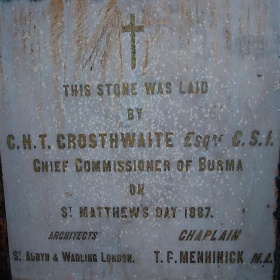 THIS STONE WAS LAID
BY
C.H.T. CROSTHWAITE ESQRE C.S.I.
CHIEF COMMISSIONER OF BURMA
ON
ST MATTHEW'S DAY 1887.
ARCHITECTS CHAPLAIN
ST AUBYN & WADLING LONDON. T. F. MENHINICK M.A.